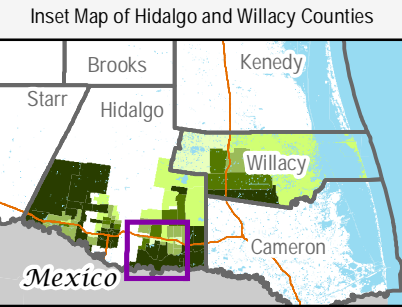 Inset Map of Hidalgo and Willacy Counties
Brooks
Kenedy
Starr
Hidalgo
Willacy
Cameron
Mexico